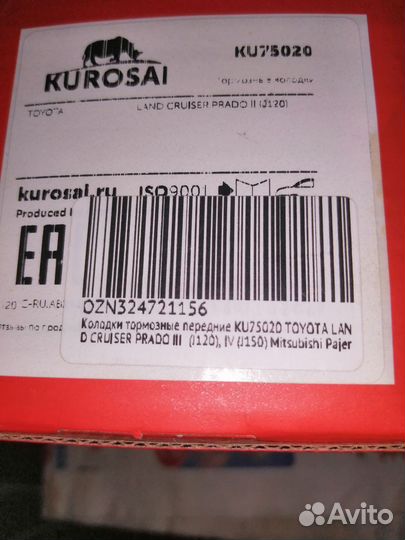 KU75020
KUROSAI
Тормозные колодки
TOYOTA LAND CRUISER PRADO II (J120)
kurosai.ru ISO9001
Produced
EAC
OZN324721156
Колодки тормозные передние KU75020 TOYOTA LAN
D CRUISER PRADO III (J120), IV (J150) Mitsubishi Pajer
Avito